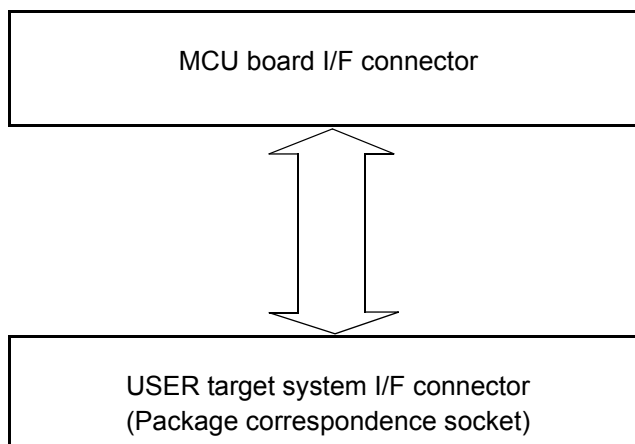 MCU board I/F connector
USER target system I/F connector
(Package correspondence socket)